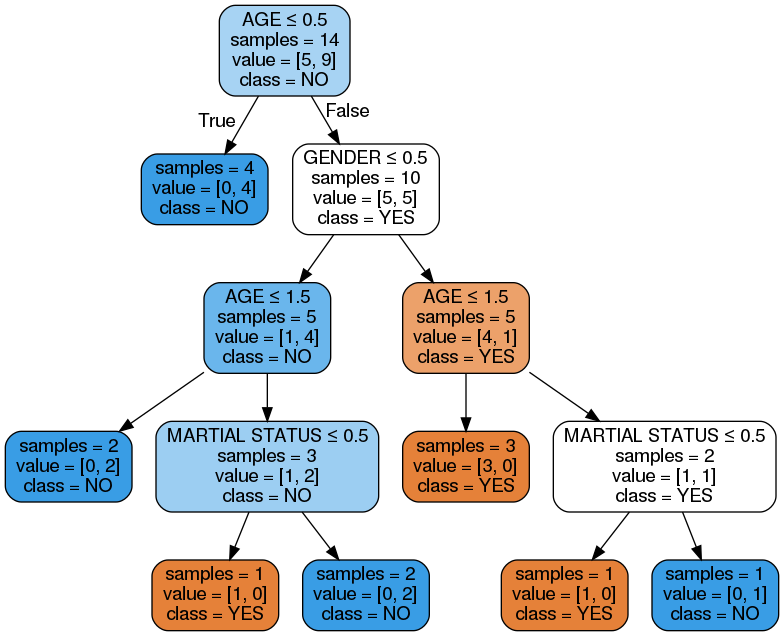 AGE ≤ 0.5
samples = 14
value = [5, 9]
class = NO
True
False
samples = 4
value = [0, 4]
class = NO
GENDER ≤ 0.5
samples = 10
value = [5, 5]
class = YES
AGE ≤ 1.5
samples = 5
value = [1, 4]
class = NO
AGE ≤ 1.5
samples = 5
value = [4, 1]
class = YES
samples = 2
value = [0, 2]
class = NO
MARTIAL STATUS ≤ 0.5
samples = 3
value = [1, 2]
class = NO
samples = 3
value = [3, 0]
class = YES
MARTIAL STATUS ≤ 0.5
samples = 2
value = [1, 1]
class = YES
samples = 1
value = [1, 0]
class = YES
samples = 2
value = [0, 2]
class = NO
samples = 1
value = [1, 0]
class = YES
samples = 1
value = [0, 1]
class = NO